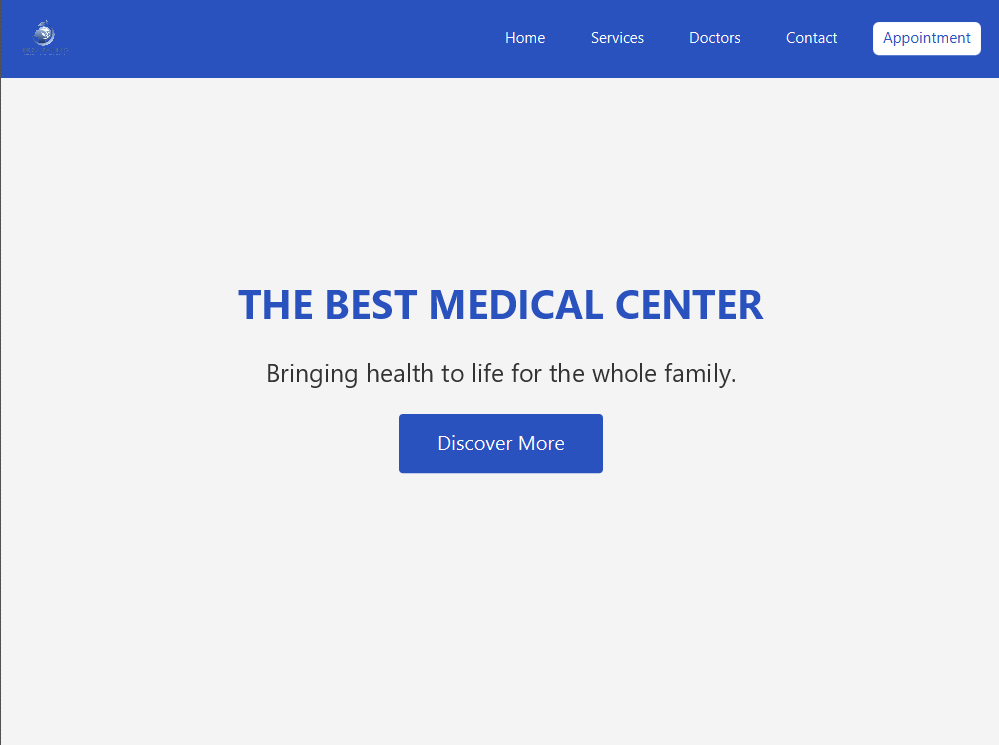 Home
Services
Doctors
Contact
Appointment
THE BEST MEDICAL CENTER
Bringing health to life for the whole family.
Discover More